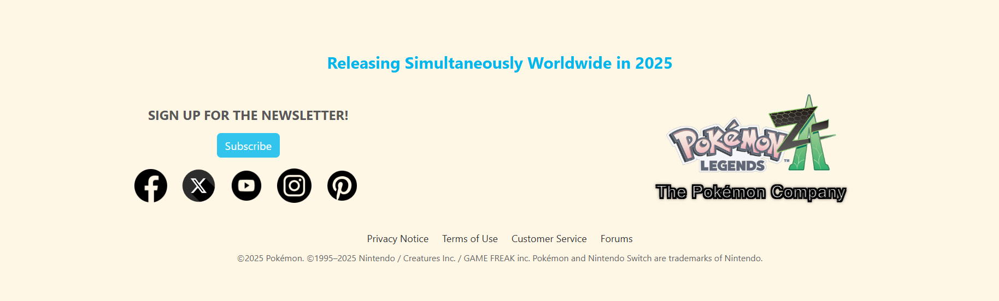 Releasing Simultaneously Worldwide in 2025
SIGN UP FOR THE NEWSLETTER!
Subscribe
POKéMON
LEGENDS
ZA
™
The Pokémon Company
Privacy Notice Terms of Use Customer Service Forums
©2025 Pokémon. ©1995–2025 Nintendo / Creatures Inc. / GAME FREAK inc. Pokémon and Nintendo Switch are trademarks of Nintendo.